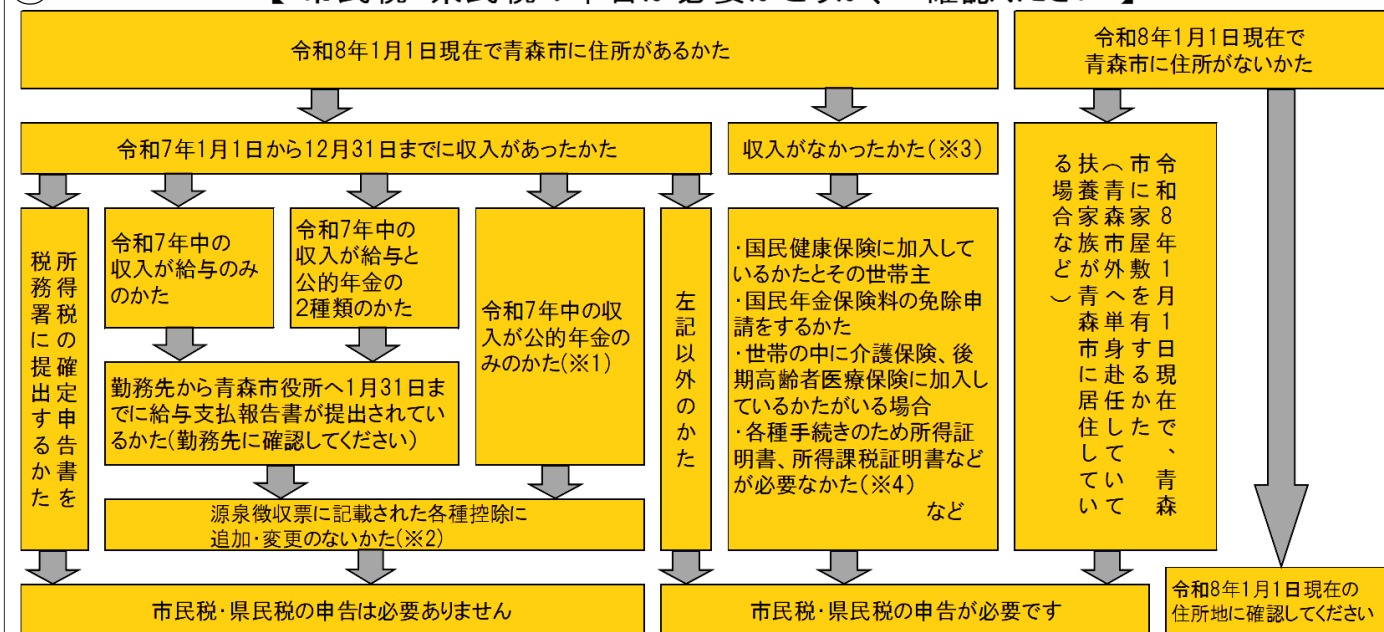 【市民税・県民税の申告は必要かどうか、ご確認ください】
令和8年1月1日現在で青森市に住所があるかた
令和8年1月1日現在で
青森市に住所がないかた
令和7年1月1日から12月31日までに収入があったかた
収入がなかったかた(※3)
所得税の確定申告書を
税務署に提出するかた
令和7年中の
収入が給与のみ
のかた
令和7年中の
収入が給与と
公的年金の
2種類のかた
令和7年中の収
入が公的年金の
みのかた(※1)
勤務先から青森市役所へ1月31日ま
でに給与支払報告書が提出されてい
るかた(勤務先に確認してください)
源泉徴収票に記載された各種控除に
追加・変更のないかた(※2)
左記以外のかた
・国民健康保険に加入して
いるかたとその世帯主
・国民年金保険料の免除申
請をするかた
・世帯の中に介護保険、後
期高齢者医療保険に加入し
ているかたがいる場合
・各種手続きのため所得証
明書、所得課税証明書など
が必要なかた(※4)
など
令和8年1月1日現在で、青森
市に家屋敷を有するかた
(青森市外へ単身赴任していて
扶養家族が青森市に居住してい
る場合など)
市民税・県民税の申告は必要ありません
市民税・県民税の申告が必要です
令和8年1月1日現在の
住所地に確認してください